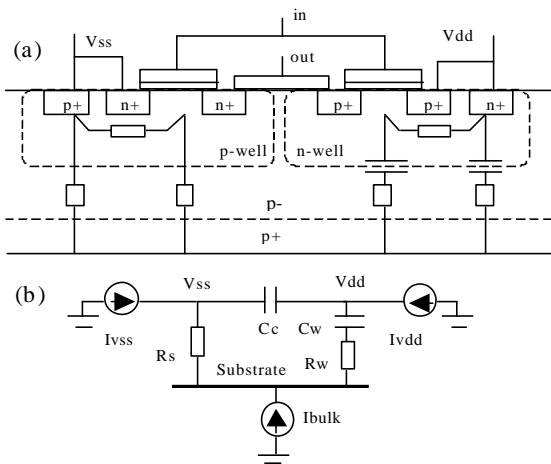 in
(a)
Vss
out
Vdd
p+ n+ n+ p+ p+ n+
p-well n-well
p-
p+
(b)
Vss Vdd
Cc Cw
Ivss Ivdd
Rs Substrate Rw
Ibulk